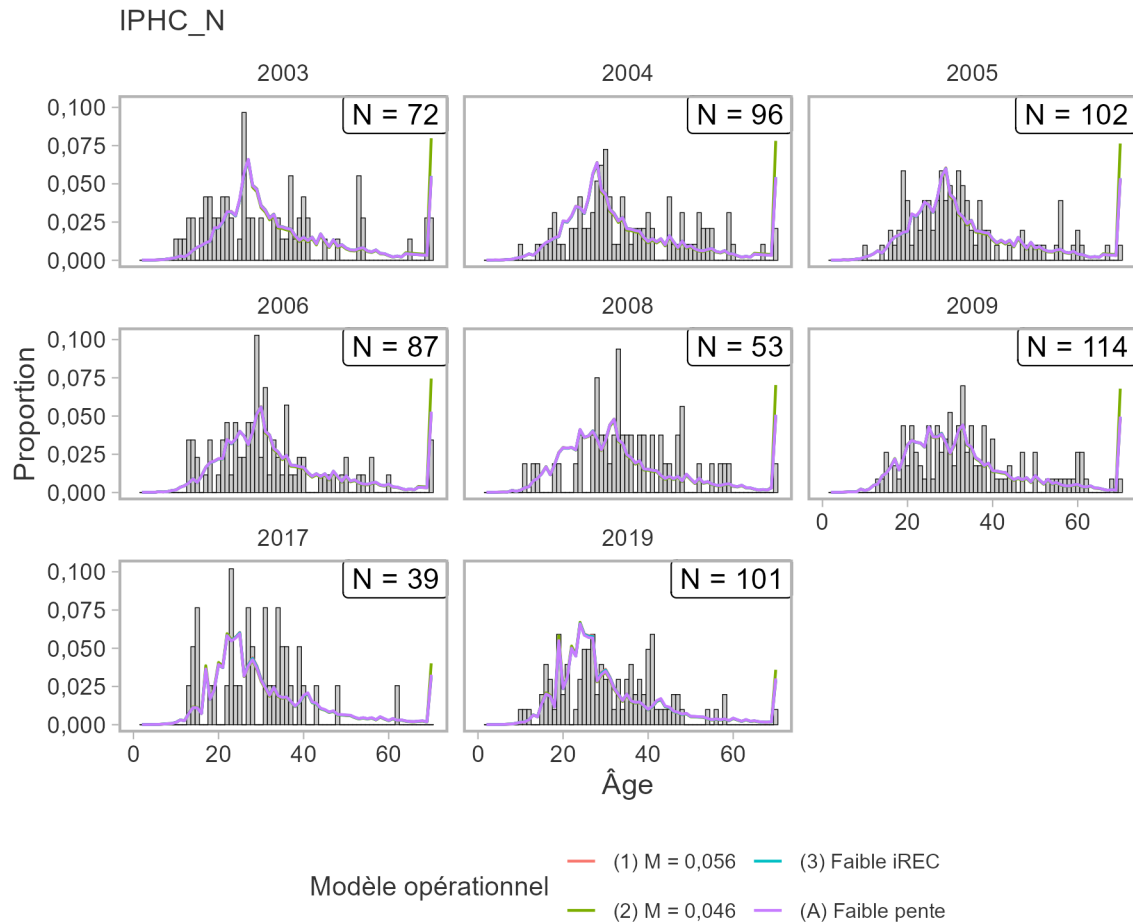 IPHC_N
2003 2004 2005
N = 72 N = 96 N = 102
0,100
0,075
0,050
0,025
0,000
2006 2008 2009
N = 87 N = 53 N = 114
0,100
0,075
0,050
0,025
0,000
0 20 40 60
2017 2019
N = 39 N = 101
0,100
0,075
0,050
0,025
0,000
0 20 40 60 0 20 40 60
Proportion
Âge
Modèle opérationnel
(1) M = 0,056 (3) Faible iREC
(2) M = 0,046 (A) Faible pente